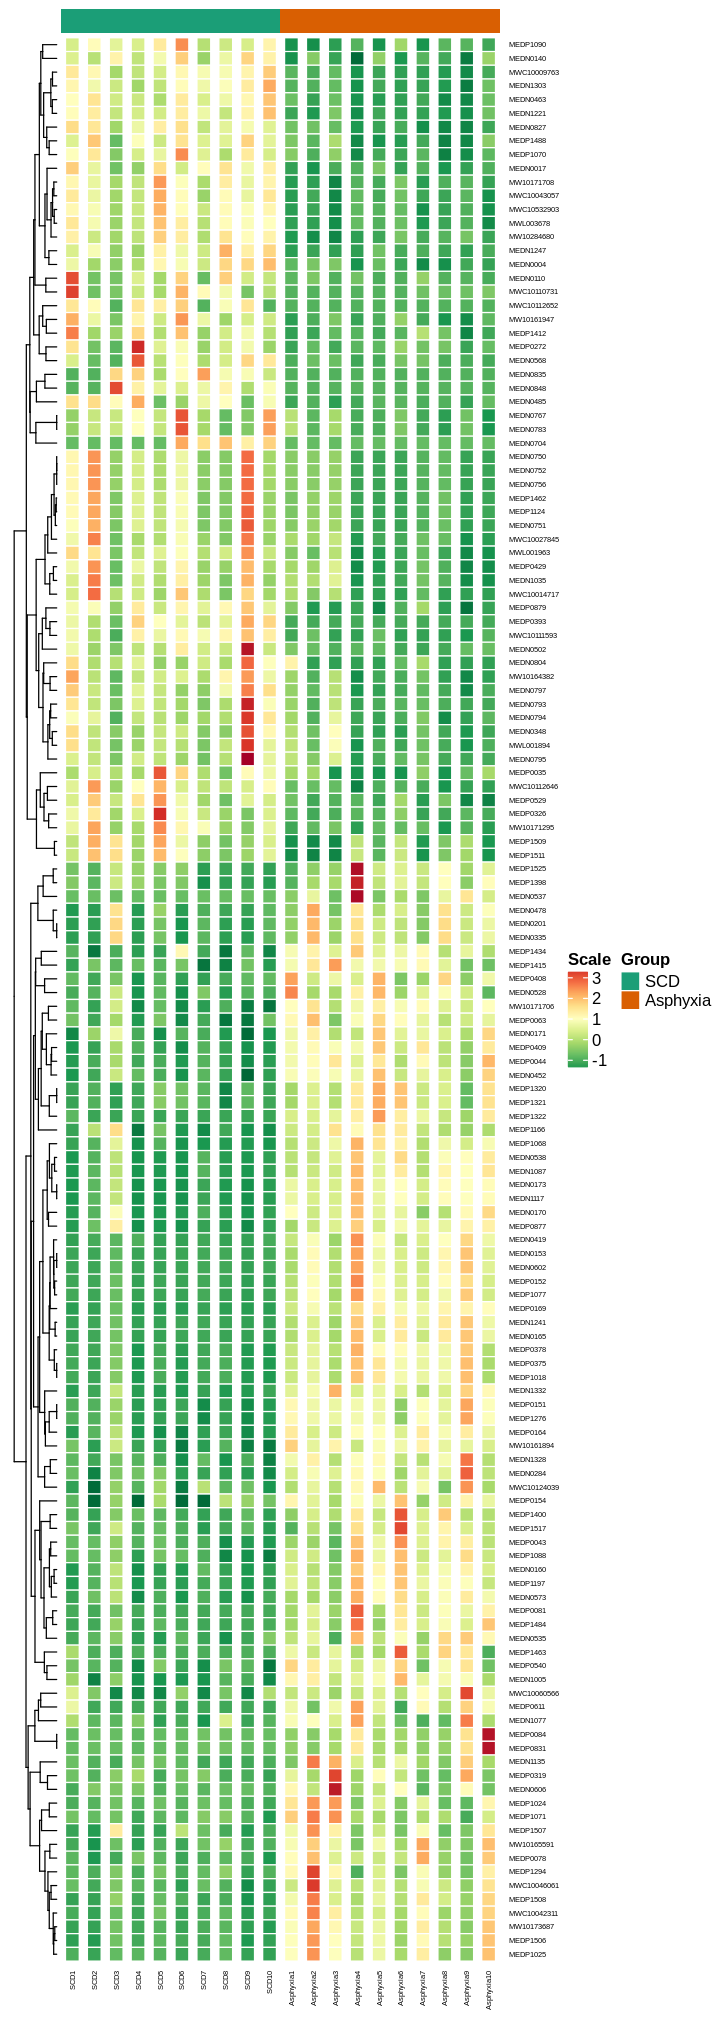 MEDP1090
MEDN0140
MWC10009763
MEDN1303
MEDN0463
MEDN1221
MEDN0827
MEDP1488
MEDP1070
MEDN0017
MW10171708
MWC10043057
MWC10532903
MWL003678
MW10284680
MEDN1247
MEDN0004
MEDN0110
MWC10110731
MWC10112652
MW10161947
MEDP1412
MEDP0272
MEDN0568
MEDN0835
MEDN0848
MEDN0485
MEDN0767
MEDN0783
MEDN0704
MEDN0750
MEDN0752
MEDN0756
MEDP1462
MEDP1124
MEDN0751
MWC10027845
MWL001963
MEDP0429
MEDN1035
MWC10014717
MEDP0879
MEDP0393
MWC10111593
MEDN0502
MEDN0804
MW10164382
MEDN0797
MEDN0793
MEDN0794
MEDN0348
MWL001894
MEDN0795
MEDP0035
MWC10112646
MEDP0529
MEDP0326
MW10171295
MEDP1509
MEDP1511
MEDP1525
MEDP1398
MEDN0537
MEDN0478
MEDN0201
MEDN0335
MEDP1434
MEDP1415
MEDP0408
MEDN0528
MW10171706
MEDP0063
MEDN0171
MEDP0409
MEDP0044
MEDN0452
MEDP1320
MEDP1321
MEDP1322
MEDP1166
MEDP1068
MEDN0538
MEDN1087
MEDN0173
MEDN1117
MEDN0170
MEDP0877
MEDN0419
MEDN0153
MEDN0602
MEDP0152
MEDP1077
MEDP0169
MEDN1241
MEDN0165
MEDP0378
MEDP0375
MEDP1018
MEDN1332
MEDP0151
MEDP1276
MEDP0164
MW10161894
MEDN1328
MEDN0284
MWC10124039
MEDP0154
MEDP1400
MEDP1517
MEDP0043
MEDP1088
MEDN0160
MEDP1197
MEDN0573
MEDP0081
MEDP1484
MEDN0535
MEDP1463
MEDP0540
MEDN1005
MWC10060566
MEDP0611
MEDN1077
MEDP0084
MEDP0831
MEDN1135
MEDP0319
MEDN0606
MEDP1024
MEDP1071
MEDP1507
MW10165591
MEDP0078
MEDP1294
MWC10046061
MEDP1508
MWC10042311
MW10173687
MEDP1506
MEDP1025
Scale
3
2
1
0
-1
Group
SCD
Asphyxia
SCD1
SCD2
SCD3
SCD4
SCD5
SCD6
SCD7
SCD8
SCD9
SCD10
Asphyxia1
Asphyxia2
Asphyxia3
Asphyxia4
Asphyxia5
Asphyxia6
Asphyxia7
Asphyxia8
Asphyxia9
Asphyxia10